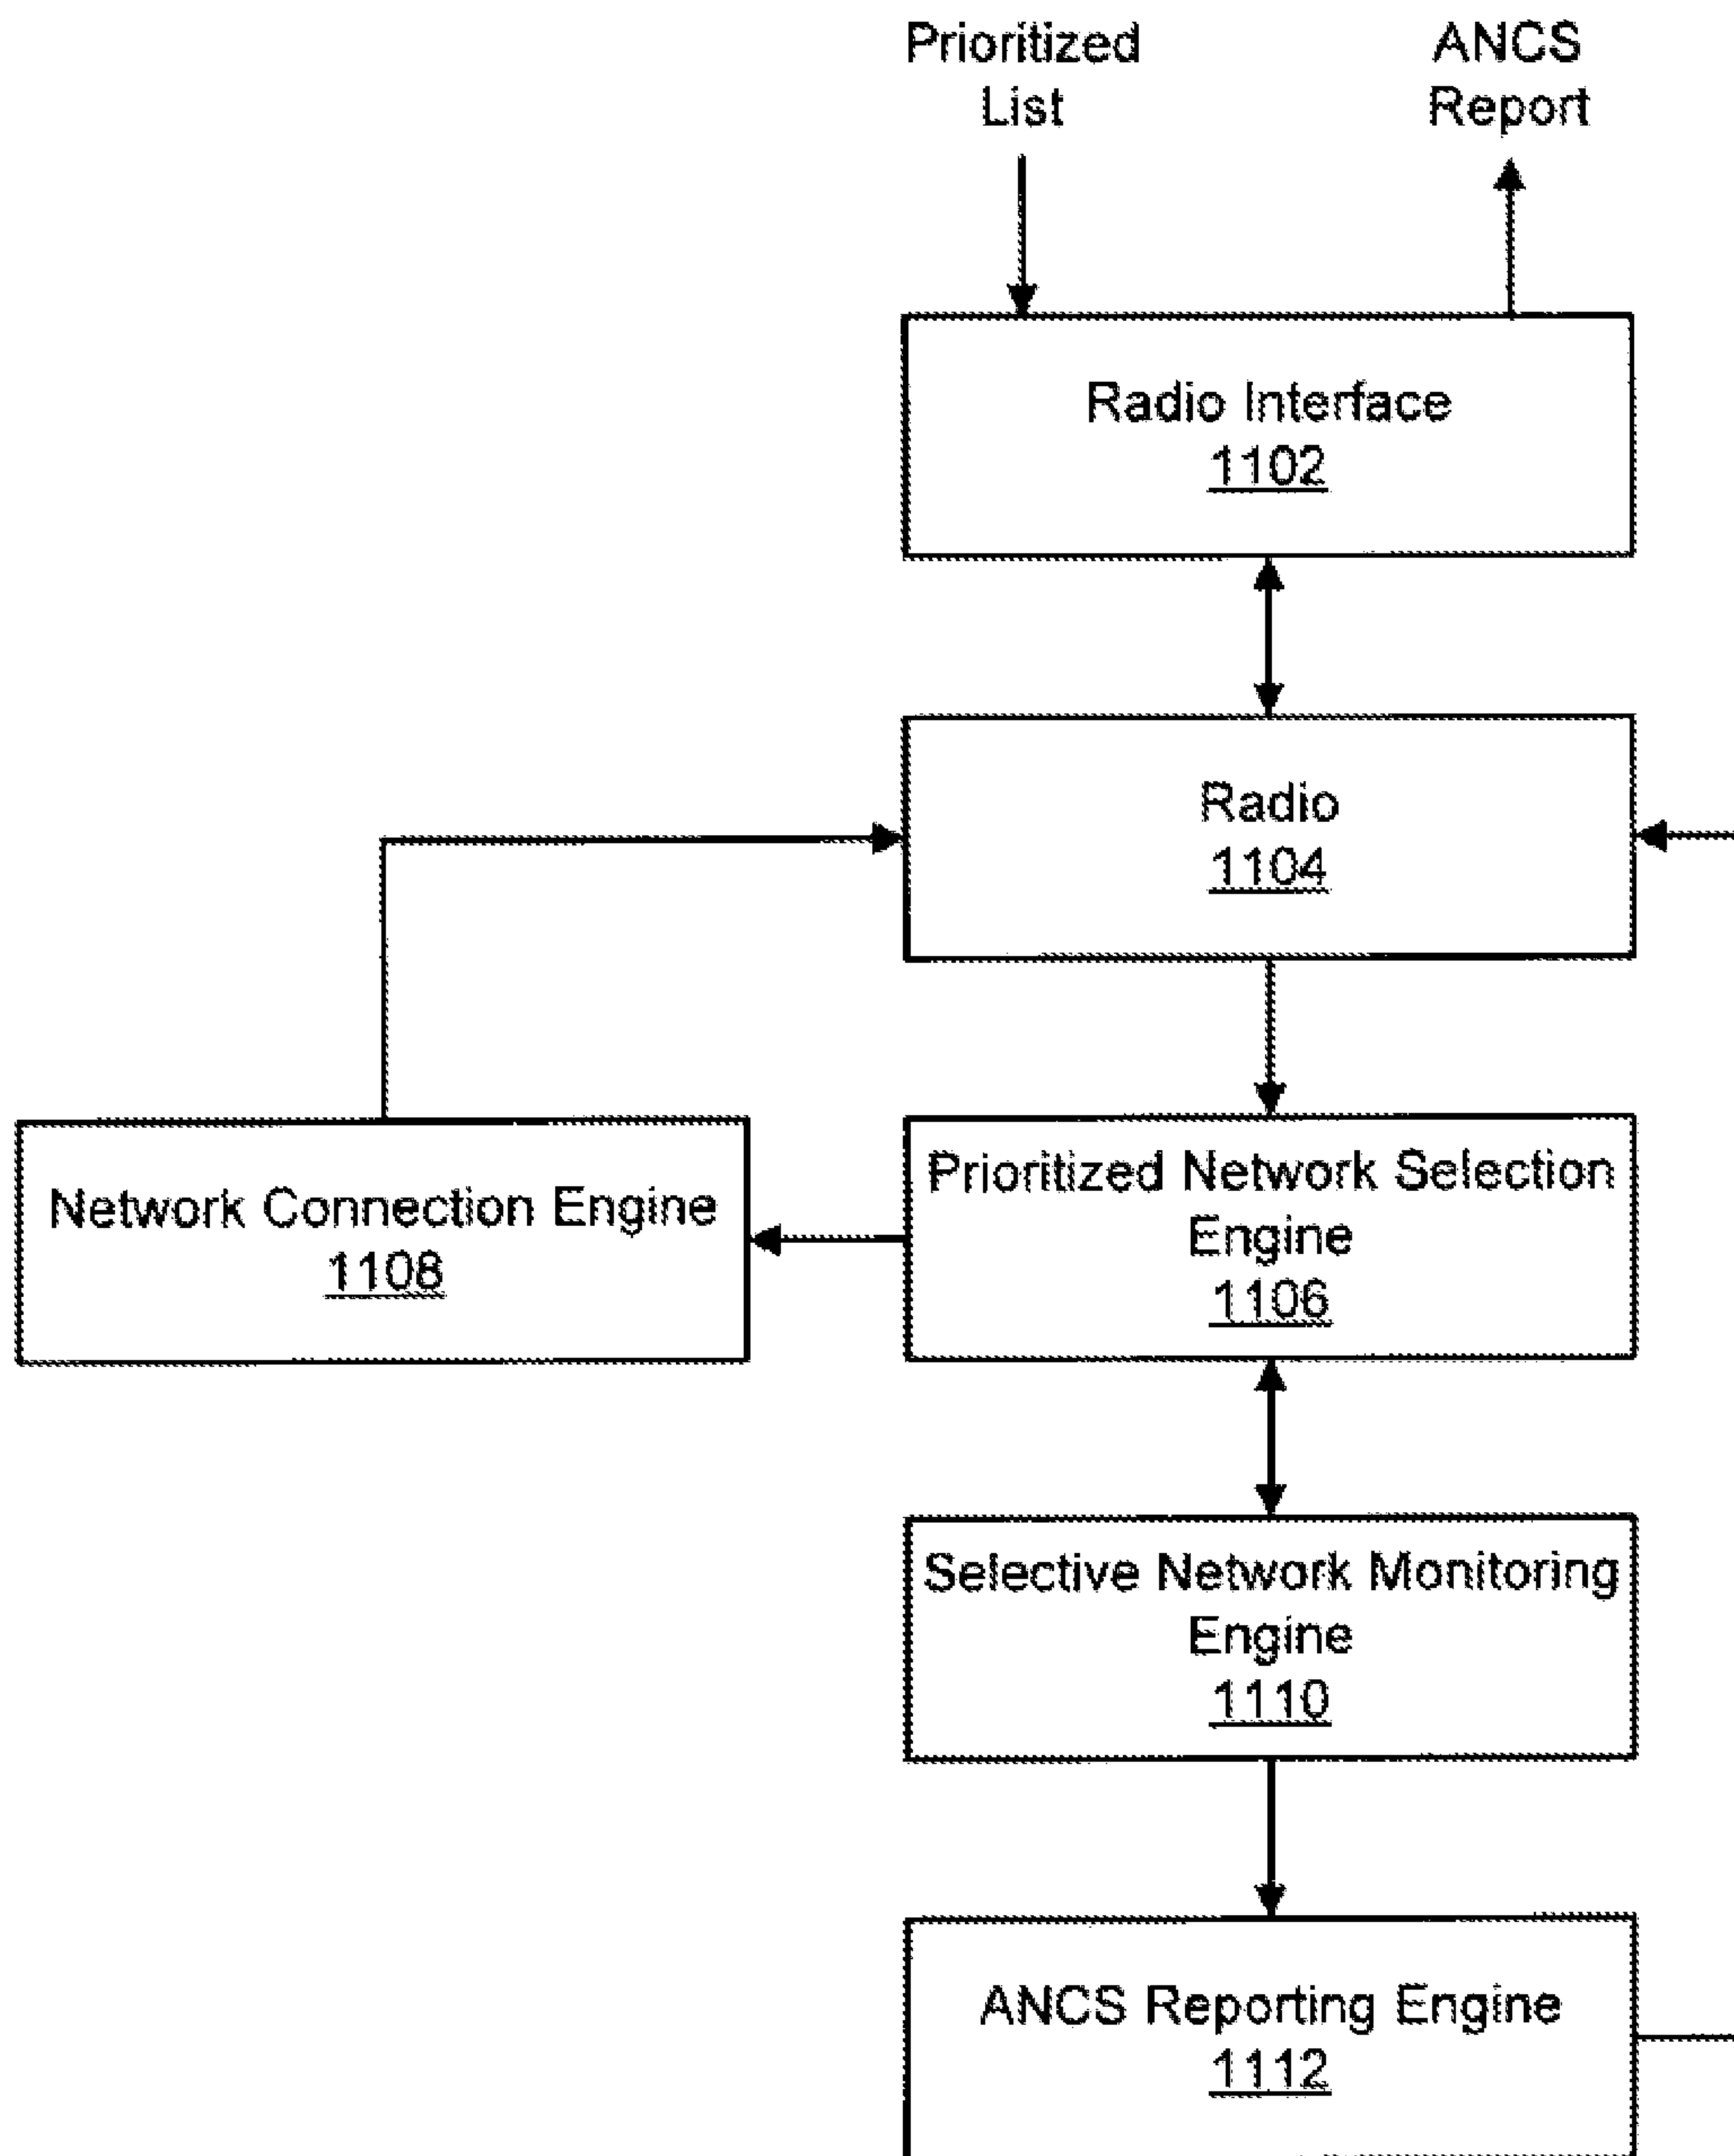 Prioritized
List
ANCS
Report
Radio Interface
1102
Radio
1104
Network Connection Engine
1108
Prioritized Network Selection
Engine
1106
Selective Network Monitoring
Engine
1110
ANCS Reporting Engine
1112